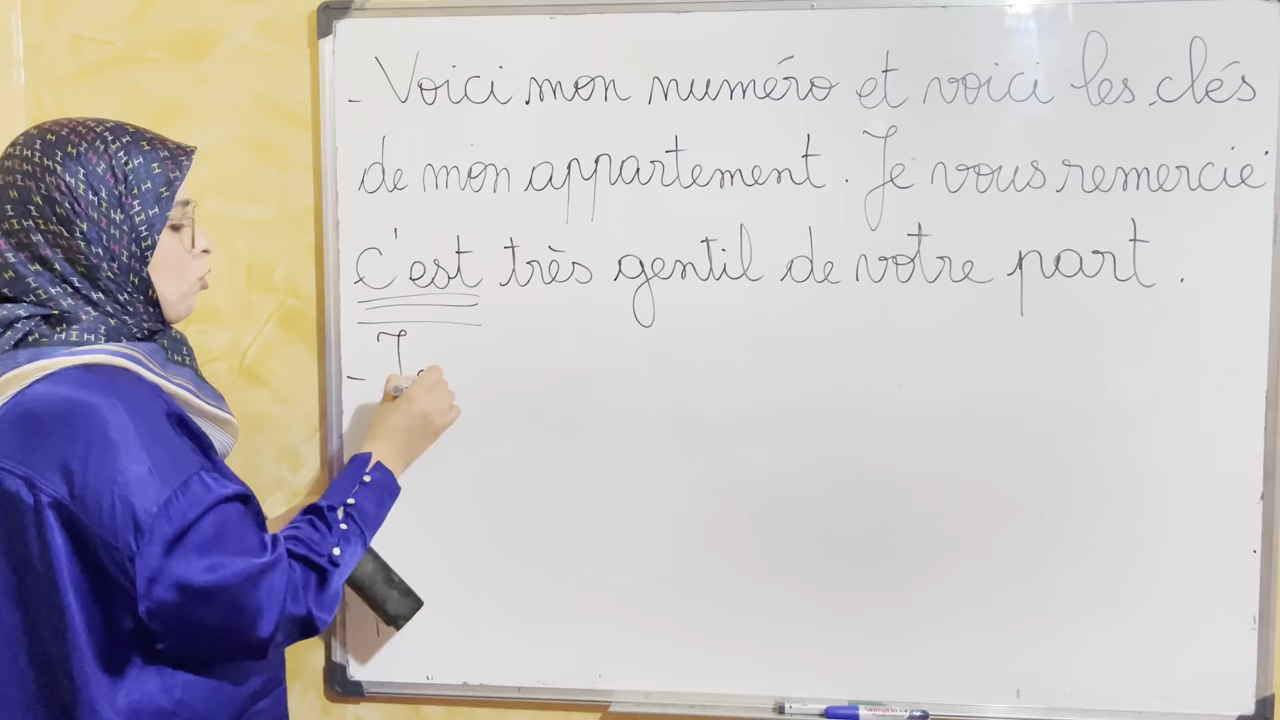 - Voici mon numéro et voici les clés
de mon appartement. Je vous remercie
c'est très gentil de votre part.
- J